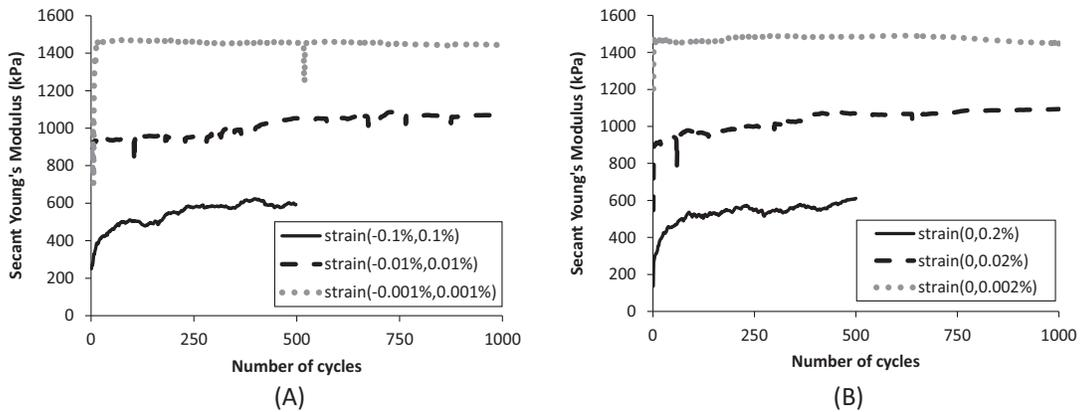 Secant Young's Modulus (kPa)
1600
1400
1200
1000
800
600
400
200
0
strain(-0.1%,0.1%)
strain(-0.01%,0.01%)
strain(-0.001%,0.001%)
0
250
500
750
1000
Number of cycles
(A)
Secant Young's Modulus (kPa)
1600
1400
1200
1000
800
600
400
200
0
strain(0,0.2%)
strain(0,0.02%)
strain(0,0.002%)
0
250
500
750
1000
Number of cycles
(B)